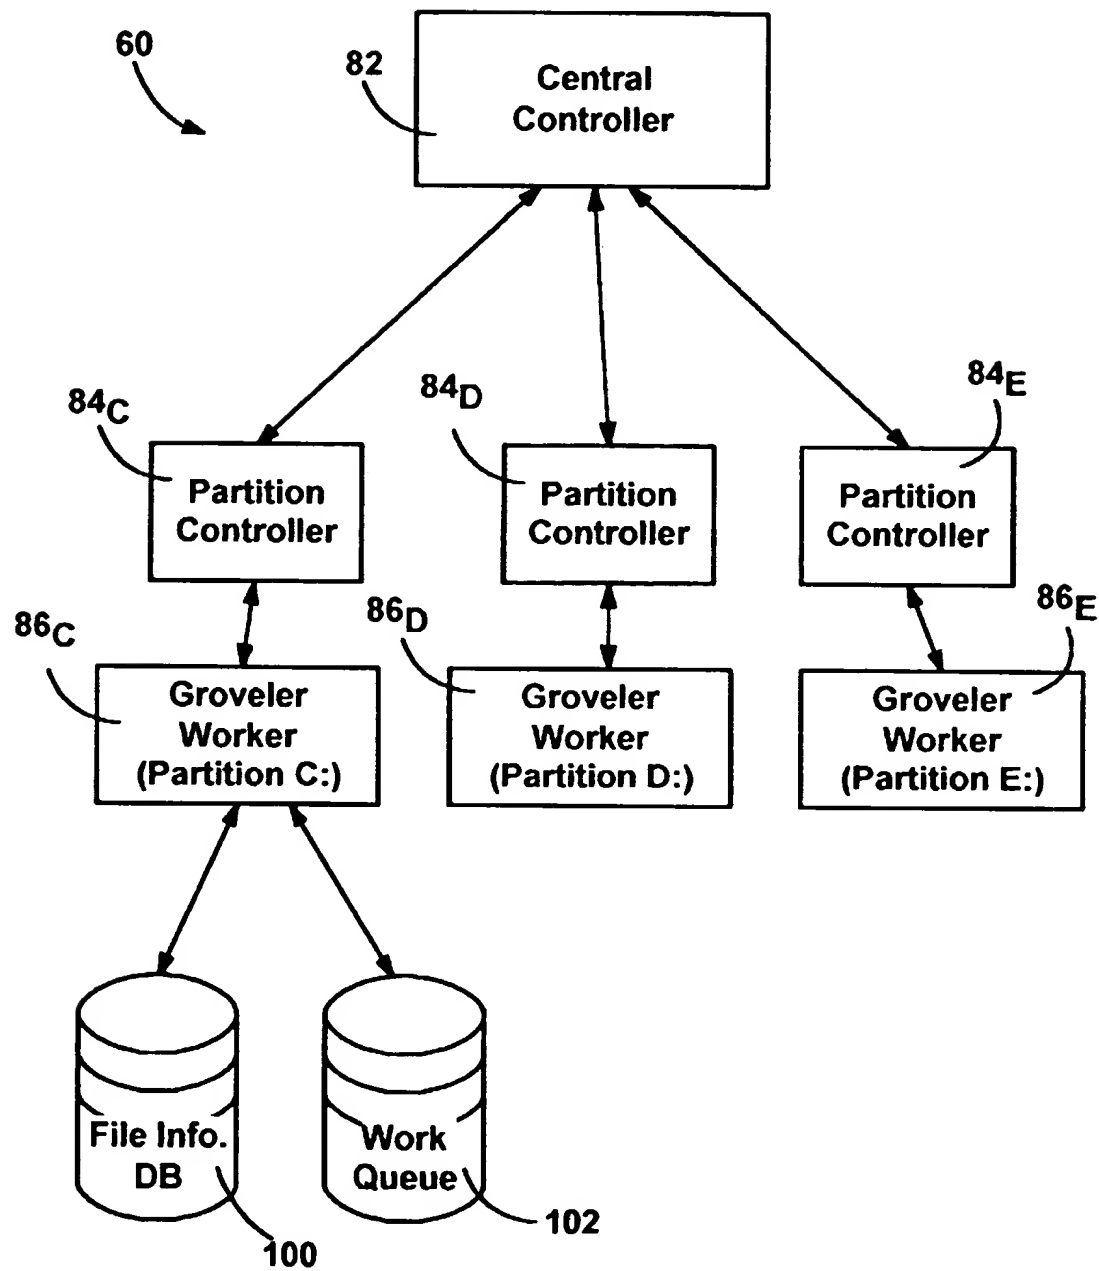 60
82
Central
Controller
84C
84D
84E
Partition
Controller
Partition
Controller
Partition
Controller
86C
86D
86E
Groveler
Worker
(Partition C:)
Groveler
Worker
(Partition D:)
Groveler
Worker
(Partition E:)
File Info.
DB
Work
Queue
100
102